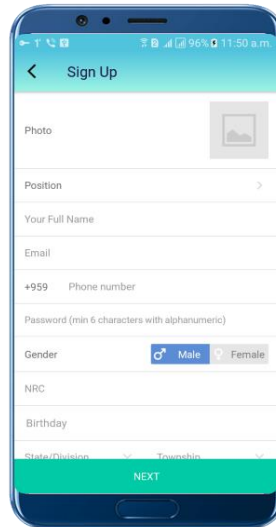 96% 11:50 a.m.
Sign Up
Photo
Position
Your Full Name
Email
+959 Phone number
Password (min 6 characters with alphanumeric)
Gender Male Female
NRC
Birthday
State/Division Township
NEXT